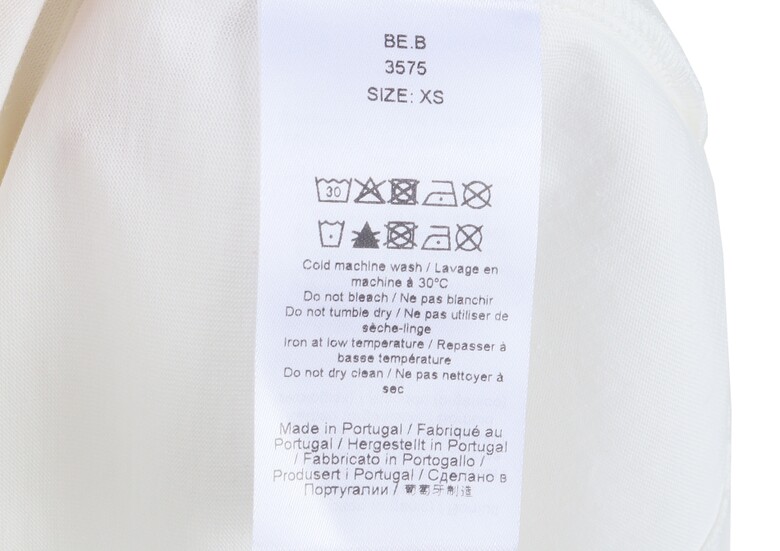 BE.B
3575
SIZE: XS
30
Cold machine wash / Lavage en
machine à 30°C
Do not bleach / Ne pas blanchir
Do not tumble dry / Ne pas utiliser de
sèche-linge
Iron at low temperature / Repasser à
basse température
Do not dry clean / Ne pas nettoyer à
sec
Made in Portugal / Fabriqué au
Portugal / Hergestellt in Portugal
/ Fabbricato in Portogallo /
Produsert i Portugal / Сделано в
Португалии / 葡萄牙制造